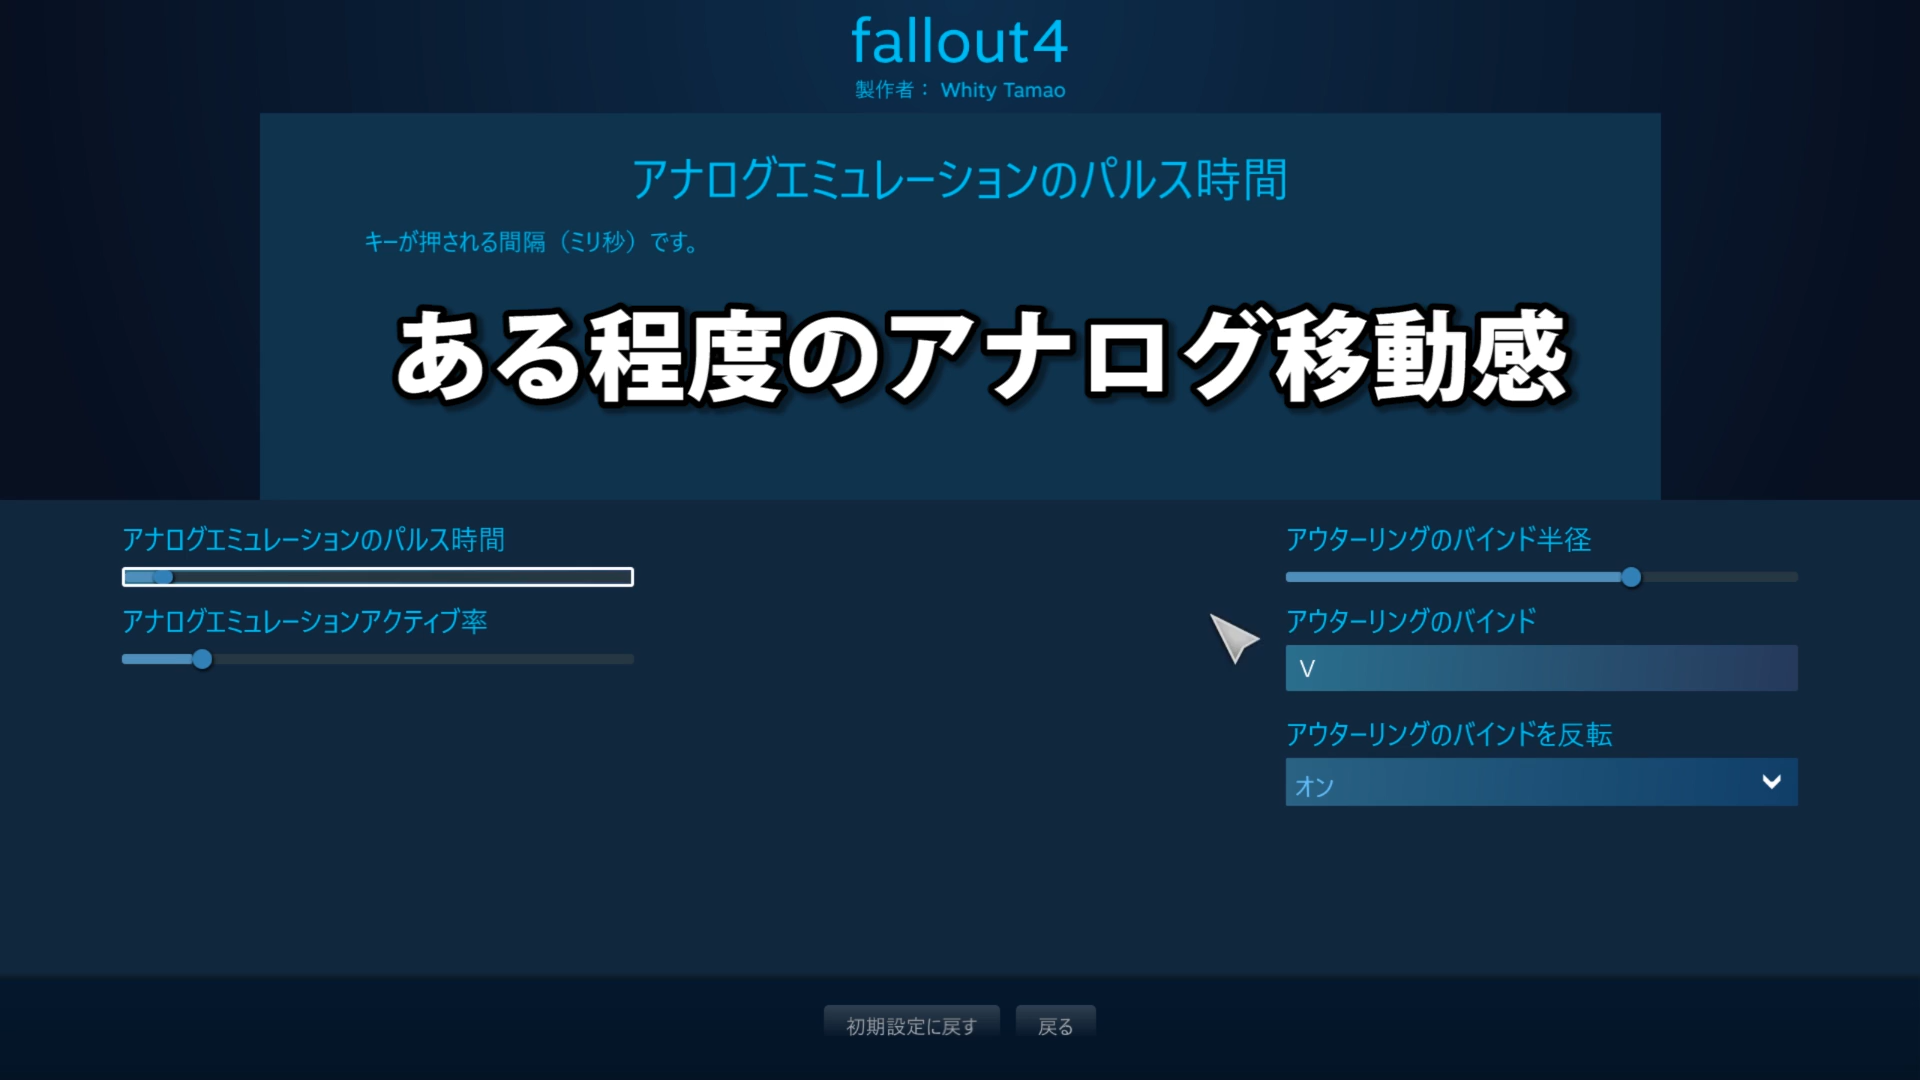 fallout4
製作者： Whity Tamao
アナログエミュレーションのパルス時間
キーが押される間隔（ミリ秒）です。
ある程度のアナログ移動感
アナログエミュレーションのパルス時間
アナログエミュレーションアクティブ率
アウターリングのバインド半径
アウターリングのバインド
V
アウターリングのバインドを反転
オン
初期設定に戻す
戻る